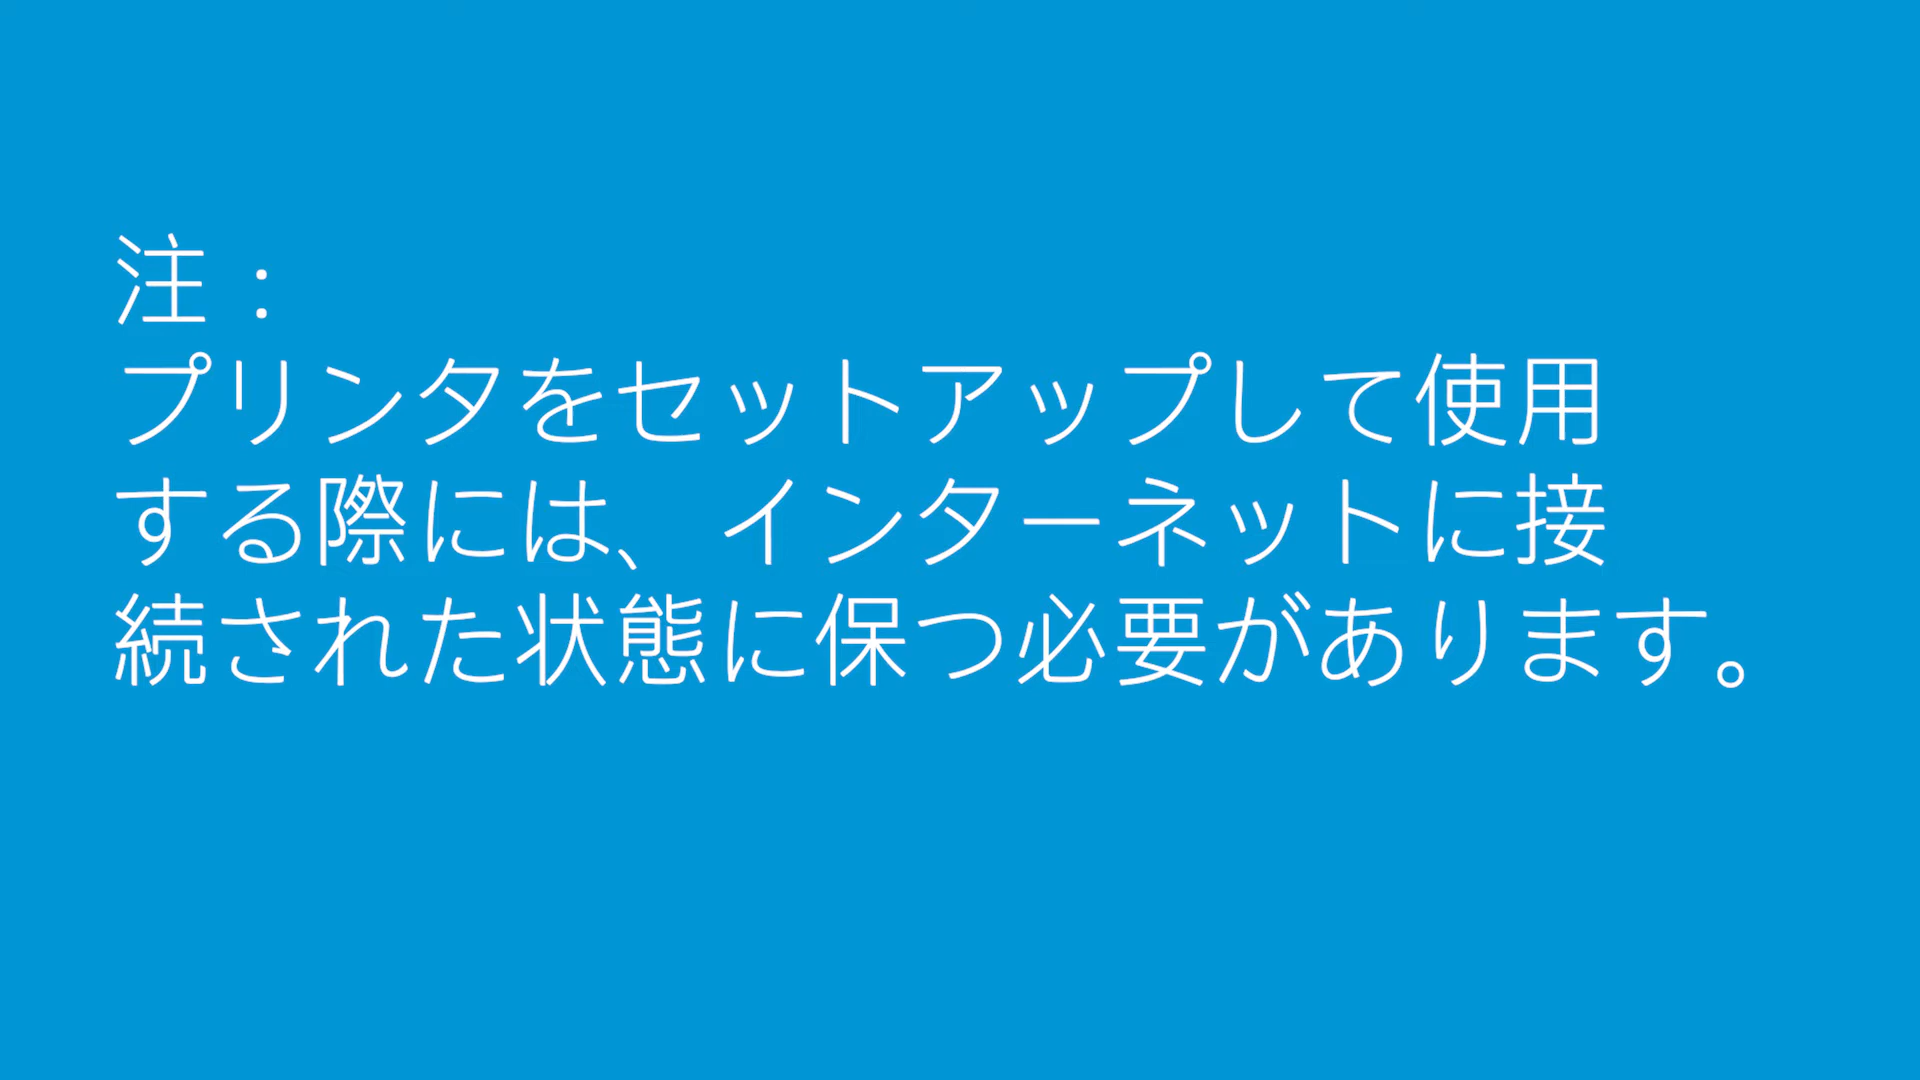 注：
プリンタをセットアップして使用
する際には、インターネットに接
続された状態に保つ必要があります。